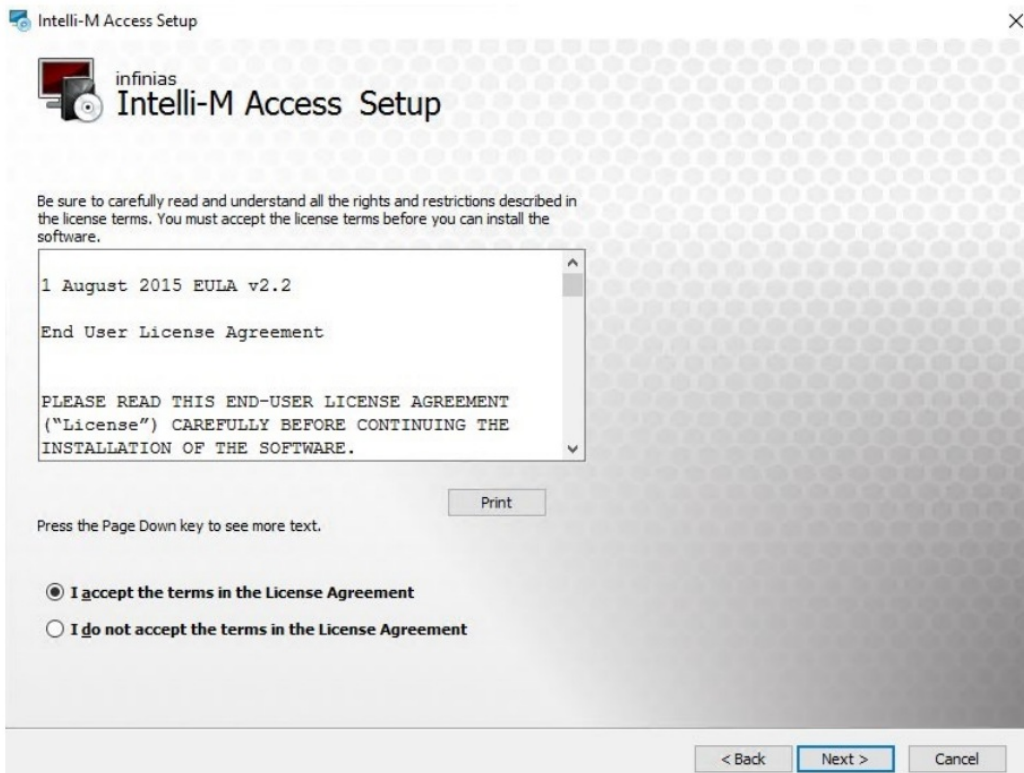 Intelli-M Access Setup
infinias
Intelli-M Access Setup
Be sure to carefully read and understand all the rights and restrictions described in
the license terms. You must accept the license terms before you can install the
software.
1 August 2015 EULA v2.2
End User License Agreement
PLEASE READ THIS END-USER LICENSE AGREEMENT
(“License”) CAREFULLY BEFORE CONTINUING THE
INSTALLATION OF THE SOFTWARE.
Print
Press the Page Down key to see more text.
I accept the terms in the License Agreement
I do not accept the terms in the License Agreement
< Back Next > Cancel